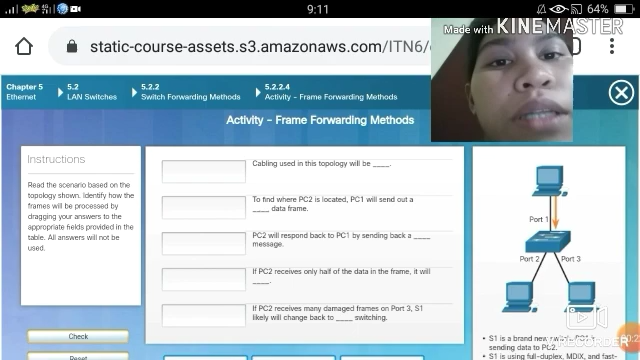 9:11
64%
Made with KINEMASTER
static-course-assets.s3.amazonaws.com/ITN6/
Chapter 5
Ethernet
5.2
LAN Switches
5.2.2
Switch Forwarding Methods
5.2.2.4
Activity - Frame Forwarding Methods
Activity - Frame Forwarding Methods
Instructions
Read the scenario based on the
topology shown. Identify how the
frames will be processed by
dragging your answers to the
appropriate fields provided in the
table. All answers will not be
used.
Check
Reset
Cabling used in this topology will be ____.
To find where PC2 is located, PC1 will send out a
____ data frame.
PC2 will respond back to PC1 by sending back a ____
message.
If PC2 receives only half of the data in the frame, it will
____.
If PC2 receives many damaged frames on Port 3, S1
likely will change back to ____ switching.
Port 1
Port 2
Port 3
• S1 is a brand new
sending data to PC2.
• S1 is using full-duplex, MDIX, and fast-